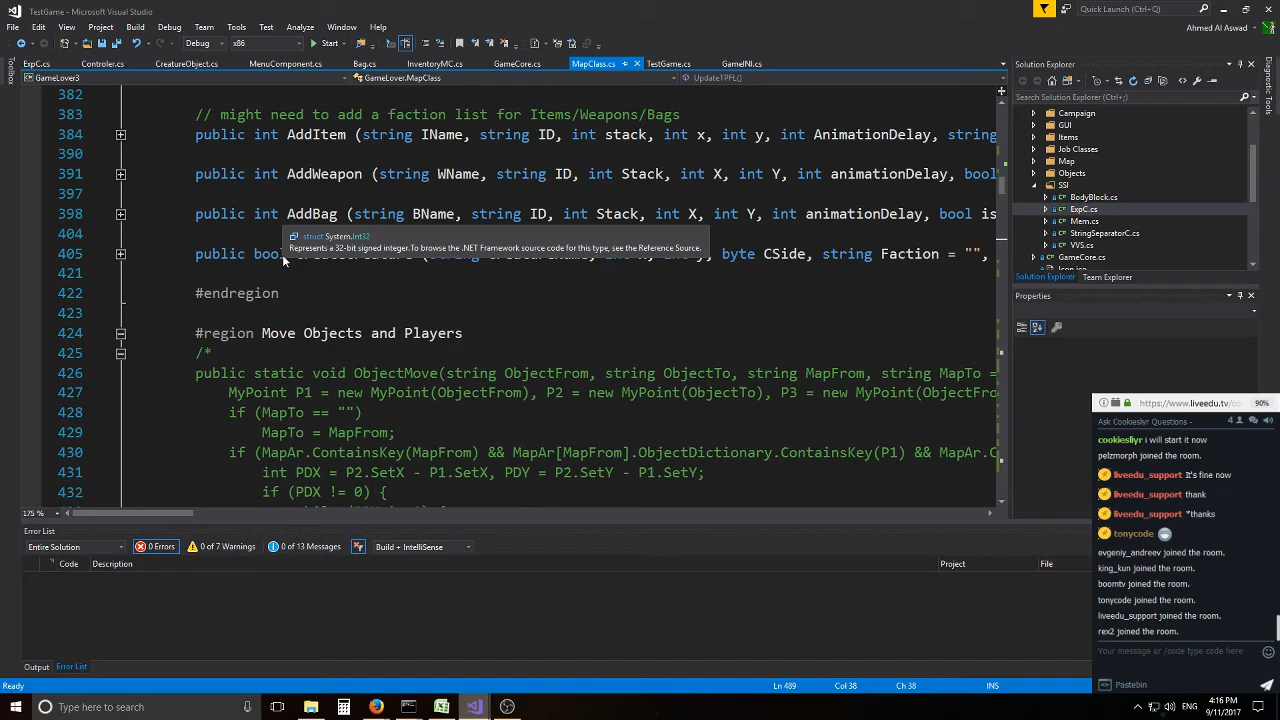 TestGame - Microsoft Visual Studio
Quick Launch (Ctrl+Q)
File Edit View Project Build Debug Team Tools Test Analyze Window Help
Ahmed Al Aswad
Debug x86 Start
ExpC.cs Controler.cs CreatureObject.cs MenuComponent.cs Bag.cs InventoryMC.cs GameCore.cs MapClass.cs TestGame.cs GameINI.cs
GameLover3 GameLover.MapClass UpdateTPFL()
Toolbox
382
383 // might need to add a faction list for Items/Weapons/Bags
384 public int AddItem (string IName, string ID, int stack, int x, int y, int AnimationDelay, string
390
391 public int AddWeapon (string WName, string ID, int Stack, int X, int Y, int animationDelay, bool
397
398 public int AddBag (string BName, string ID, int Stack, int X, int Y, int animationDelay, bool is
404
struct System.Int32
Represents a 32-bit signed integer.To browse the .NET Framework source code for this type, see the Reference Source.
405 public bool byte CSide, string Faction = "",
421
422 #endregion
423
424 #region Move Objects and Players
425 /*
426 public static void ObjectMove(string ObjectFrom, string ObjectTo, string MapFrom, string MapTo =
427 MyPoint P1 = new MyPoint(ObjectFrom), P2 = new MyPoint(ObjectTo), P3 = new MyPoint(ObjectFro
428 if (MapTo == "")
429 MapTo = MapFrom;
430 if (MapAr.ContainsKey(MapFrom) && MapAr[MapFrom].ObjectDictionary.ContainsKey(P1) && MapAr.C
431 int PDX = P2.SetX - P1.SetX, PDY = P2.SetY - P1.SetY;
432 if (PDX != 0) {
175 %
Solution Explorer
Search Solution Explorer (Ctrl+;)
Campaign
GUI
Items
Job Classes
Map
Objects
SSI
BodyBlock.cs
ExpC.cs
Mem.cs
StringSeparatorC.cs
VVS.cs
GameCore.cs
Icon.ico
Solution Explorer Team Explorer
Properties
Diagnostic Tools
Error List
Entire Solution 0 Errors 0 of 7 Warnings 0 of 13 Messages Build + IntelliSense
Code Description Project File
Output Error List
Ready Ln 489 Col 38 Ch 38 INS
https://www.liveedu.tv/co 90%
Ask Cookiesliyr Questions - 4
cookiesliyr i will start it now
pelzmorph joined the room.
liveedu_support It's fine now
liveedu_support thank
liveedu_support *thanks
tonycode
evgeniy_andreev joined the room.
king_kun joined the room.
boomtv joined the room.
tonycode joined the room.
liveedu_support joined the room.
rex2 joined the room.
Your message or /code type code here
Pastebin
Type here to search
ENG
4:16 PM
9/11/2017